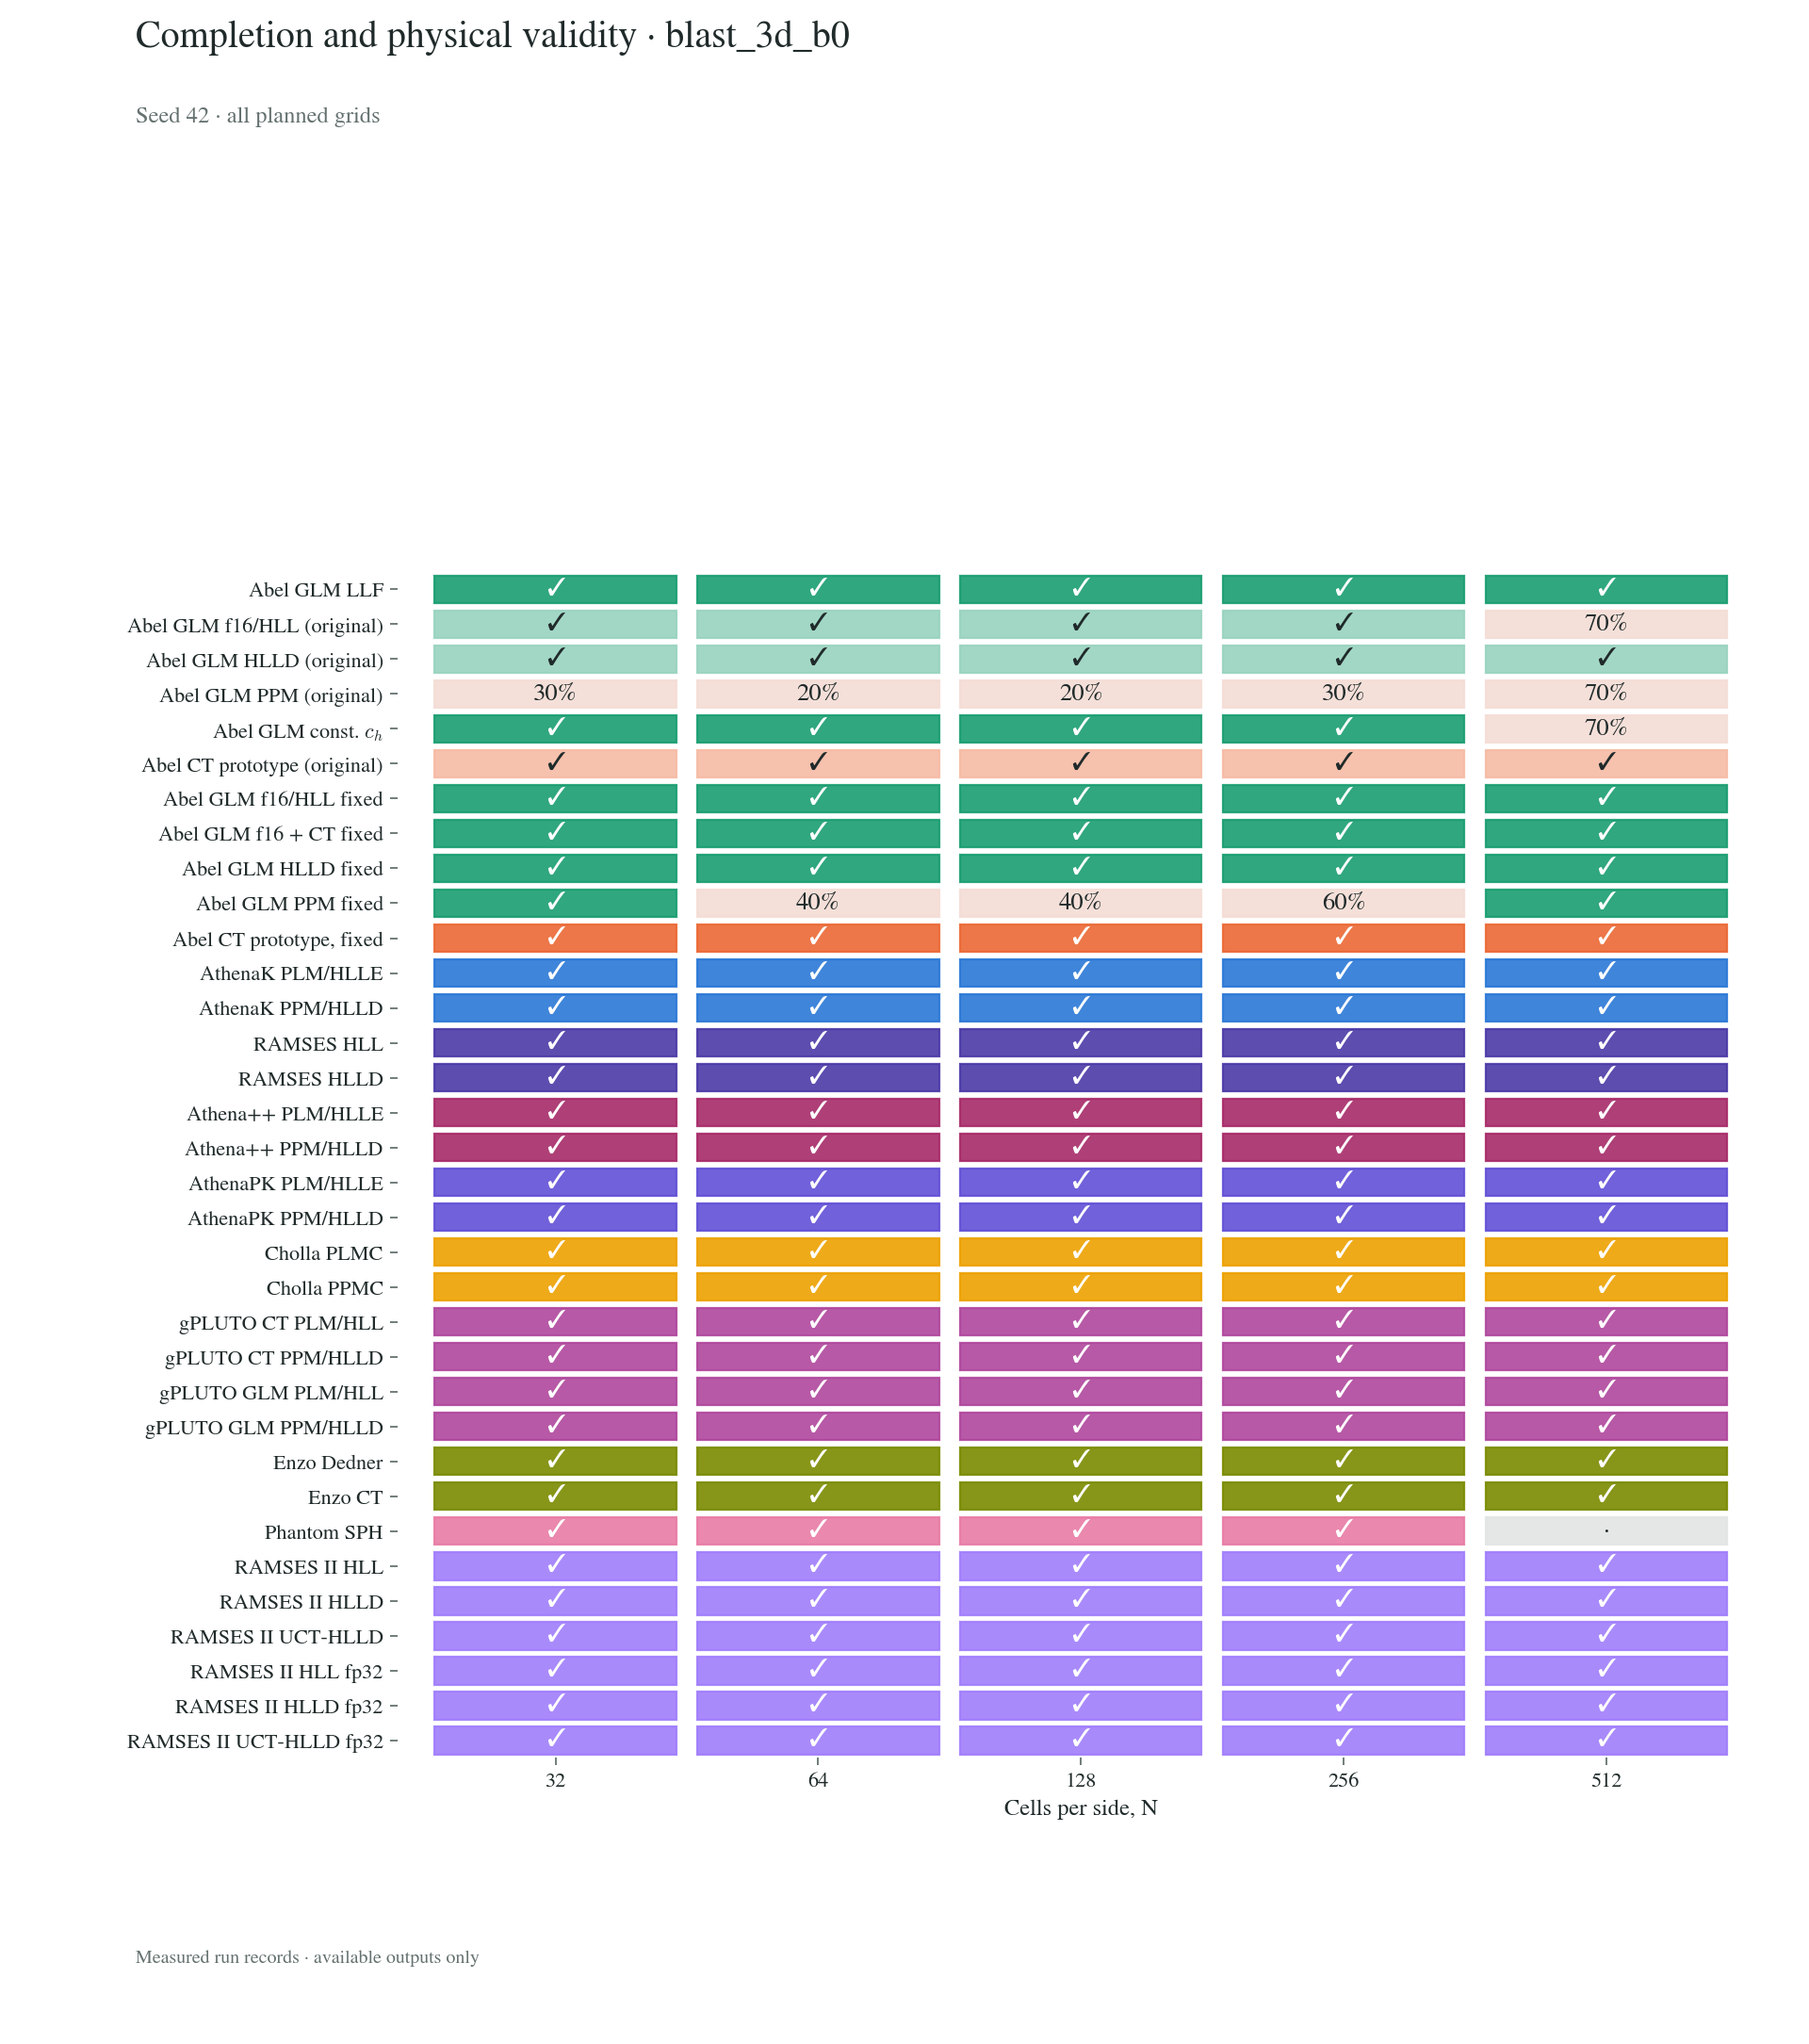 Completion and physical validity · blast_3d_b0
Seed 42 · all planned grids
Abel GLM LLF ✓ ✓ ✓ ✓ ✓
Abel GLM f16/HLL (original) ✓ ✓ ✓ ✓ 70%
Abel GLM HLLD (original) ✓ ✓ ✓ ✓ ✓
Abel GLM PPM (original) 30% 20% 20% 30% 70%
Abel GLM const. c_h ✓ ✓ ✓ ✓ 70%
Abel CT prototype (original) ✓ ✓ ✓ ✓ ✓
Abel GLM f16/HLL fixed ✓ ✓ ✓ ✓ ✓
Abel GLM f16 + CT fixed ✓ ✓ ✓ ✓ ✓
Abel GLM HLLD fixed ✓ ✓ ✓ ✓ ✓
Abel GLM PPM fixed ✓ 40% 40% 60% ✓
Abel CT prototype, fixed ✓ ✓ ✓ ✓ ✓
AthenaK PLM/HLLE ✓ ✓ ✓ ✓ ✓
AthenaK PPM/HLLD ✓ ✓ ✓ ✓ ✓
RAMSES HLL ✓ ✓ ✓ ✓ ✓
RAMSES HLLD ✓ ✓ ✓ ✓ ✓
Athena++ PLM/HLLE ✓ ✓ ✓ ✓ ✓
Athena++ PPM/HLLD ✓ ✓ ✓ ✓ ✓
AthenaPK PLM/HLLE ✓ ✓ ✓ ✓ ✓
AthenaPK PPM/HLLD ✓ ✓ ✓ ✓ ✓
Cholla PLMC ✓ ✓ ✓ ✓ ✓
Cholla PPMC ✓ ✓ ✓ ✓ ✓
gPLUTO CT PLM/HLL ✓ ✓ ✓ ✓ ✓
gPLUTO CT PPM/HLLD ✓ ✓ ✓ ✓ ✓
gPLUTO GLM PLM/HLL ✓ ✓ ✓ ✓ ✓
gPLUTO GLM PPM/HLLD ✓ ✓ ✓ ✓ ✓
Enzo Dedner ✓ ✓ ✓ ✓ ✓
Enzo CT ✓ ✓ ✓ ✓ ✓
Phantom SPH ✓ ✓ ✓ ✓ ·
RAMSES II HLL ✓ ✓ ✓ ✓ ✓
RAMSES II HLLD ✓ ✓ ✓ ✓ ✓
RAMSES II UCT-HLLD ✓ ✓ ✓ ✓ ✓
RAMSES II HLL fp32 ✓ ✓ ✓ ✓ ✓
RAMSES II HLLD fp32 ✓ ✓ ✓ ✓ ✓
RAMSES II UCT-HLLD fp32 ✓ ✓ ✓ ✓ ✓
32 64 128 256 512
Cells per side, N
Measured run records · available outputs only